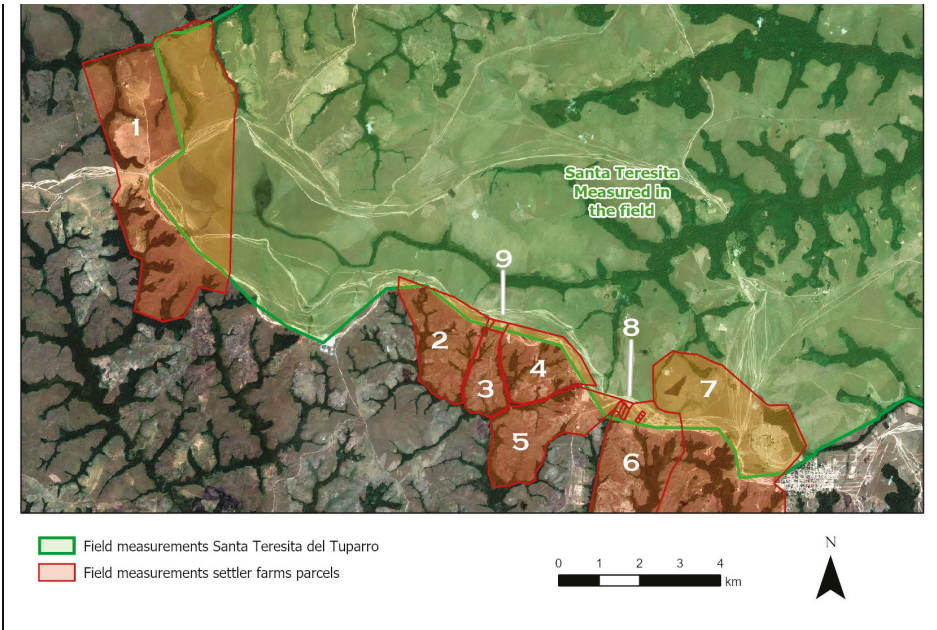 1
Santa Teresita
Measured in
the field
9
8
2
4
7
3
5
6
Field measurements Santa Teresita del Tuparro
Field measurements settler farms parcels
0 1 2 3 4
km
N